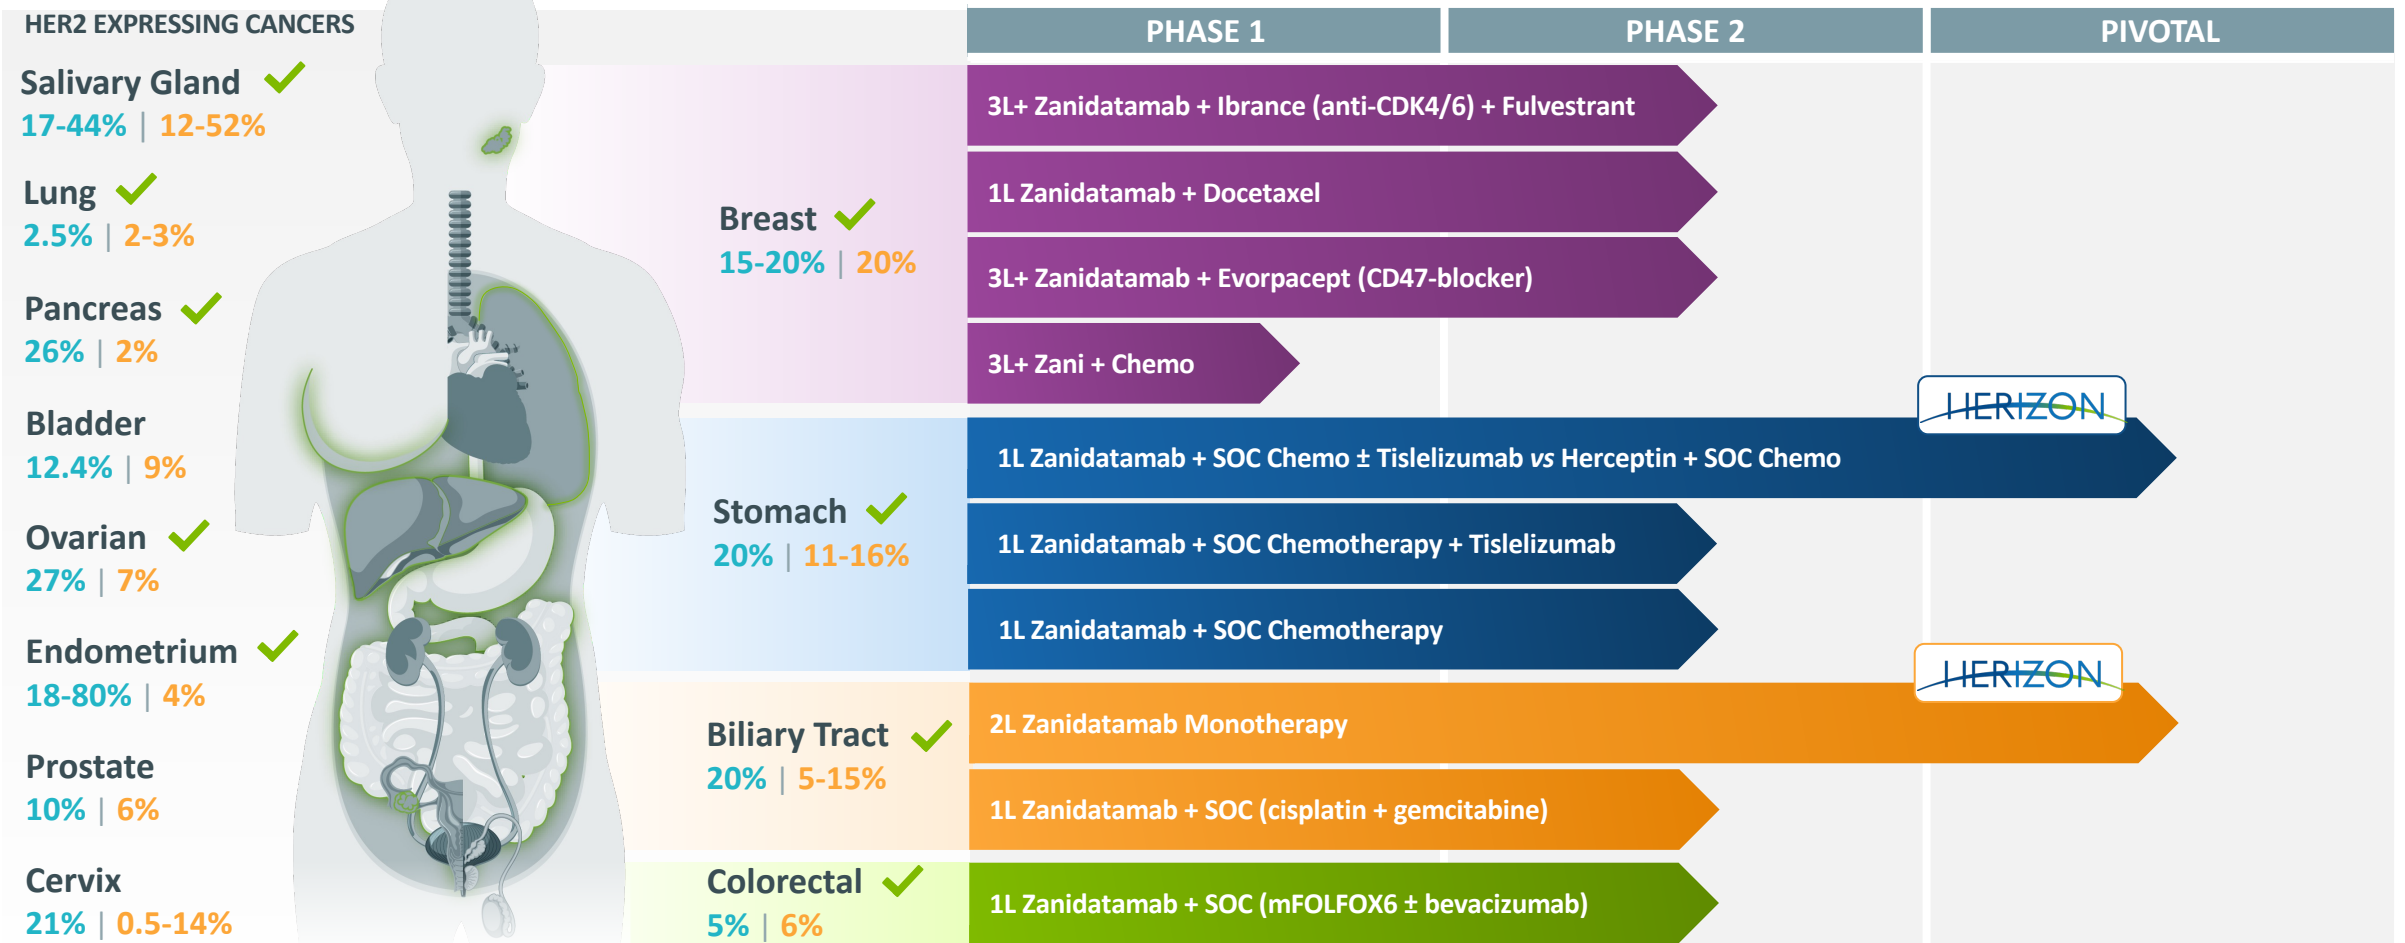 HER2 EXPRESSING CANCERS
Salivary Gland
17-44% | 12-52%
Lung
2.5% | 2-3%
Pancreas
26% | 2%
Bladder
12.4% | 9%
Ovarian
27% | 7%
Endometrium
18-80% | 4%
Prostate
10% | 6%
Cervix
21% | 0.5-14%
PHASE 1
PHASE 2
PIVOTAL
Breast
15-20% | 20%
3L+ Zanidatamab + Ibrance (anti-CDK4/6) + Fulvestrant
1L Zanidatamab + Docetaxel
3L+ Zanidatamab + Evorpacept (CD47-blocker)
3L+ Zani + Chemo
Stomach
20% | 11-16%
HERIZON
1L Zanidatamab + SOC Chemo ± Tislelizumab vs Herceptin + SOC Chemo
1L Zanidatamab + SOC Chemotherapy + Tislelizumab
1L Zanidatamab + SOC Chemotherapy
Biliary Tract
20% | 5-15%
HERIZON
2L Zanidatamab Monotherapy
1L Zanidatamab + SOC (cisplatin + gemcitabine)
Colorectal
5% | 6%
1L Zanidatamab + SOC (mFOLFOX6 ± bevacizumab)